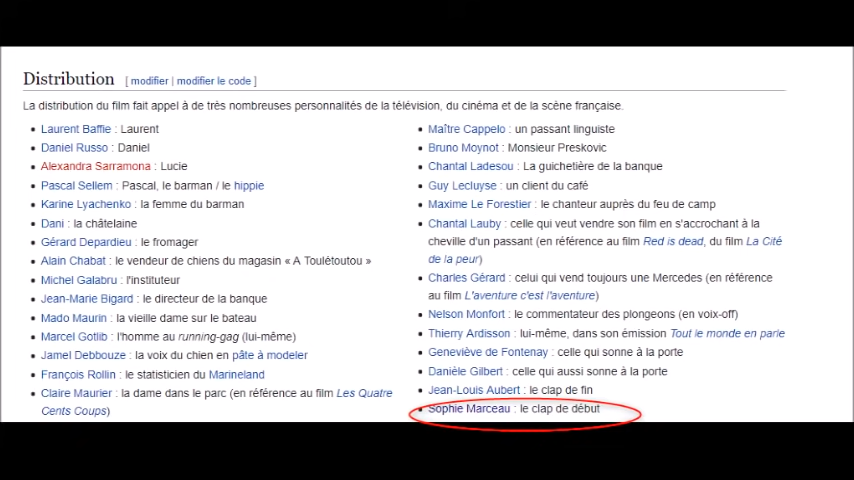 Distribution [ modifier | modifier le code ]
La distribution du film fait appel à de très nombreuses personnalités de la télévision, du cinéma et de la scène française.
Laurent Baffie : Laurent
Daniel Russo : Daniel
Alexandra Sarramona : Lucie
Pascal Sellem : Pascal, le barman / le hippie
Karine Lyachenko : la femme du barman
Dani : la châtelaine
Gérard Depardieu : le fromager
Alain Chabat : le vendeur de chiens du magasin « A Toulétoutou »
Michel Galabru : l'instituteur
Jean-Marie Bigard : le directeur de la banque
Mado Maurin : la vieille dame sur le bateau
Marcel Gotlib : l'homme au running-gag (lui-même)
Jamel Debbouze : la voix du chien en pâte à modeler
François Rollin : le statisticien du Marineland
Claire Maurier : la dame dans le parc (en référence au film Les Quatre
Cents Coups)
Maître Cappelo : un passant linguiste
Bruno Moynot : Monsieur Preskovic
Chantal Ladesou : La guichetière de la banque
Guy Lecluyse : un client du café
Maxime Le Forestier : le chanteur auprès du feu de camp
Chantal Lauby : celle qui veut vendre son film en s'accrochant à la
cheville d'un passant (en référence au film Red is dead, du film La Cité
de la peur)
Charles Gérard : celui qui vend toujours une Mercedes (en référence
au film L'aventure c'est l'aventure)
Nelson Monfort : le commentateur des plongeons (en voix-off)
Thierry Ardisson : lui-même, dans son émission Tout le monde en parle
Geneviève de Fontenay : celle qui sonne à la porte
Danièle Gilbert : celle qui aussi sonne à la porte
Jean-Louis Aubert : le clap de fin
Sophie Marceau : le clap de début